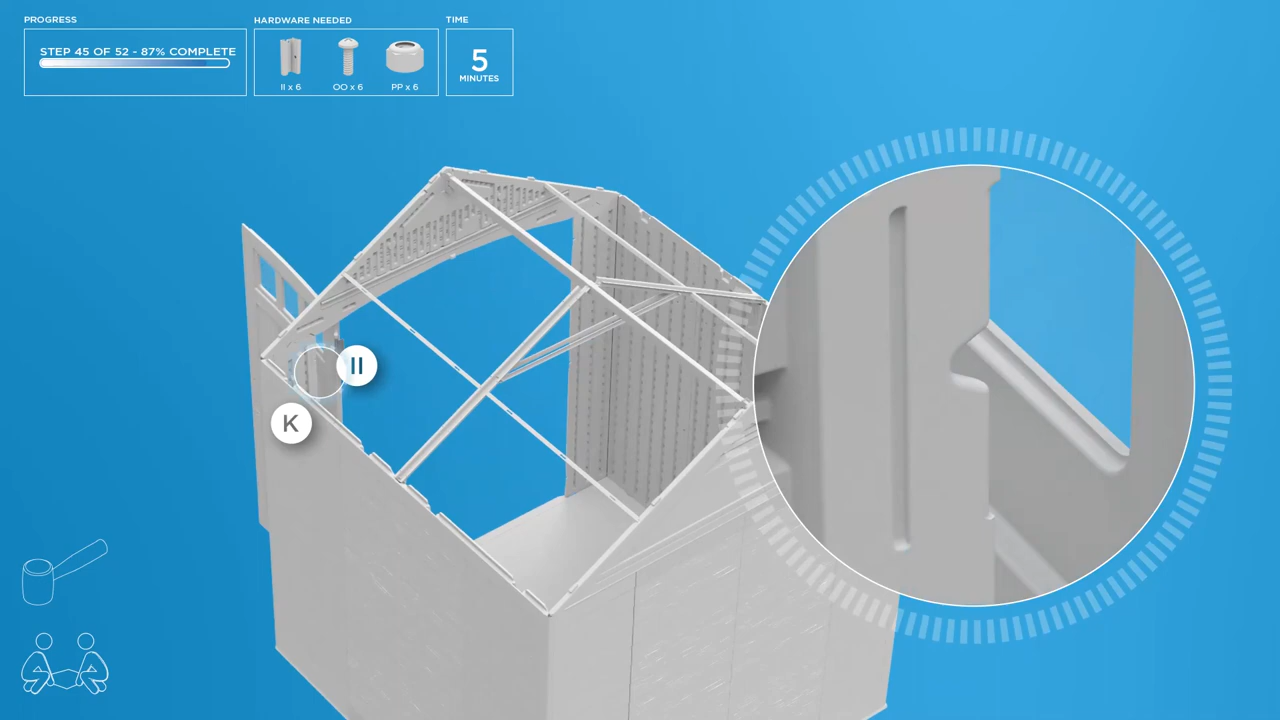 PROGRESS
STEP 45 OF 52 - 87% COMPLETE
HARDWARE NEEDED
II x 6
OO x 6
PP x 6
TIME
5
MINUTES
II
K